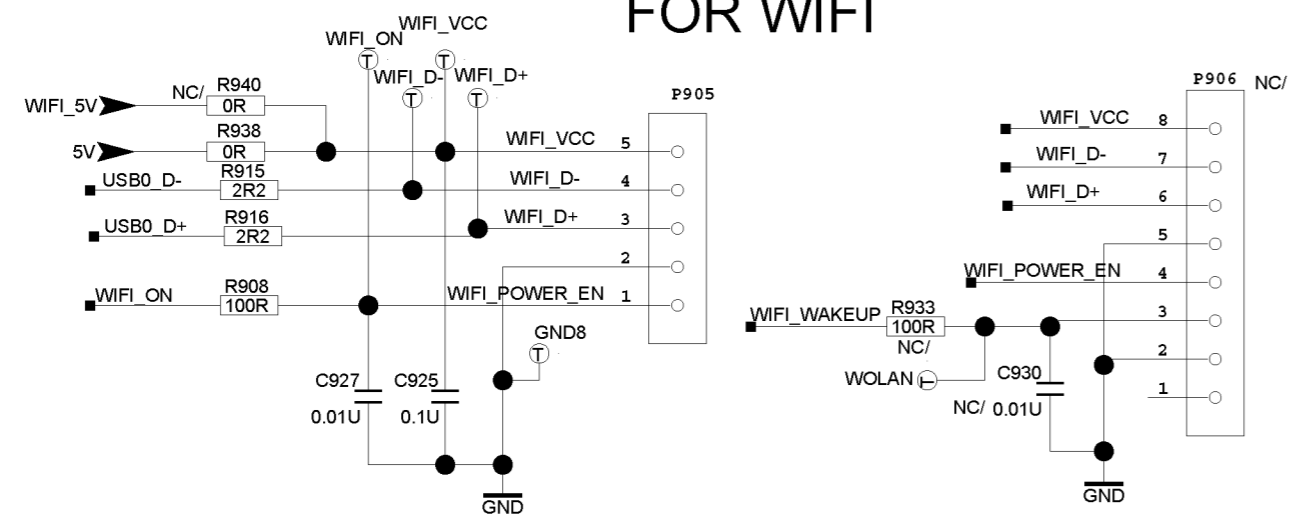 FOR WIFI
WIFI_ON
WIFI_VCC
WIFI_D-
WIFI_D+
T
T
T
T
WIFI_5V
NC/
R940
0R
5V
R938
0R
USB0_D-
R915
2R2
USB0_D+
R916
2R2
WIFI_ON
R908
100R
P905
WIFI_VCC 5
WIFI_D- 4
WIFI_D+ 3
2
WIFI_POWER_EN 1
GND8
T
C927
0.01U
C925
0.1U
GND
P906 NC/
WIFI_VCC 8
WIFI_D- 7
WIFI_D+ 6
5
WIFI_POWER_EN 4
3
2
1
WIFI_WAKEUP
R933
100R
NC/
WOLAN
T
C930
NC/ 0.01U
GND